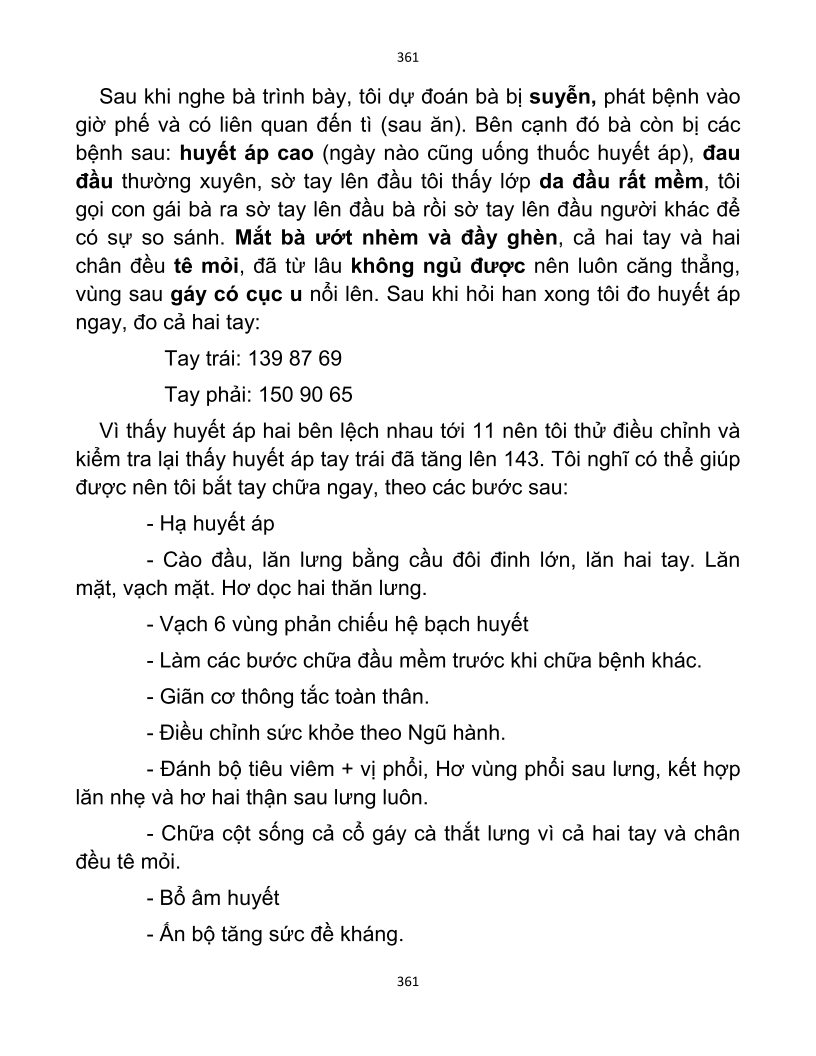 361
Sau khi nghe bà trình bày, tôi dự đoán bà bị suyễn, phát bệnh vào
giờ phế và có liên quan đến tì (sau ăn). Bên cạnh đó bà còn bị các
bệnh sau: huyết áp cao (ngày nào cũng uống thuốc huyết áp), đau
đầu thường xuyên, sờ tay lên đầu tôi thấy lớp da đầu rất mềm, tôi
gọi con gái bà ra sờ tay lên đầu bà rồi sờ tay lên đầu người khác để
có sự so sánh. Mắt bà ướt nhèm và đầy ghèn, cả hai tay và hai
chân đều tê mỏi, đã từ lâu không ngủ được nên luôn căng thẳng,
vùng sau gáy có cục u nổi lên. Sau khi hỏi han xong tôi đo huyết áp
ngay, đo cả hai tay:
Tay trái: 139 87 69
Tay phải: 150 90 65
Vì thấy huyết áp hai bên lệch nhau tới 11 nên tôi thử điều chỉnh và
kiểm tra lại thấy huyết áp tay trái đã tăng lên 143. Tôi nghĩ có thể giúp
được nên tôi bắt tay chữa ngay, theo các bước sau:
- Hạ huyết áp
- Cào đầu, lăn lưng bằng cầu đôi đinh lớn, lăn hai tay. Lăn
mặt, vạch mặt. Hơ dọc hai thăn lưng.
- Vạch 6 vùng phản chiếu hệ bạch huyết
- Làm các bước chữa đầu mềm trước khi chữa bệnh khác.
- Giãn cơ thông tắc toàn thân.
- Điều chỉnh sức khỏe theo Ngũ hành.
- Đánh bộ tiêu viêm + vị phổi, Hơ vùng phổi sau lưng, kết hợp
lăn nhẹ và hơ hai thận sau lưng luôn.
- Chữa cột sống cả cổ gáy cà thắt lưng vì cả hai tay và chân
đều tê mỏi.
- Bổ âm huyết
- Ấn bộ tăng sức đề kháng.
361